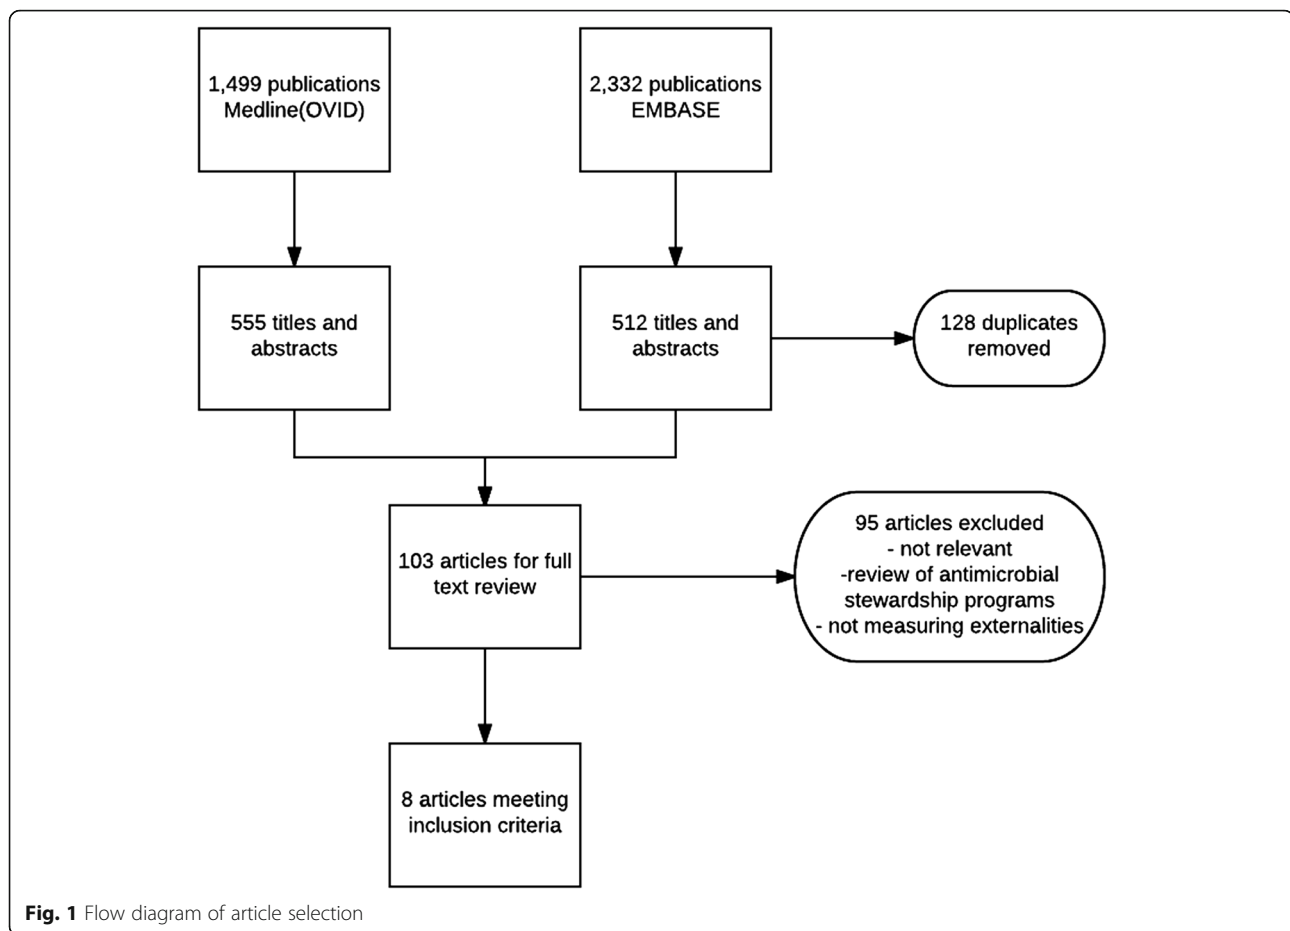 1,499 publications
Medline(OVID)
2,332 publications
EMBASE
555 titles and
abstracts
512 titles and
abstracts
128 duplicates
removed
103 articles for full
text review
95 articles excluded
- not relevant
-review of antimicrobial
stewardship programs
- not measuring externalities
8 articles meeting
inclusion criteria
Fig. 1 Flow diagram of article selection